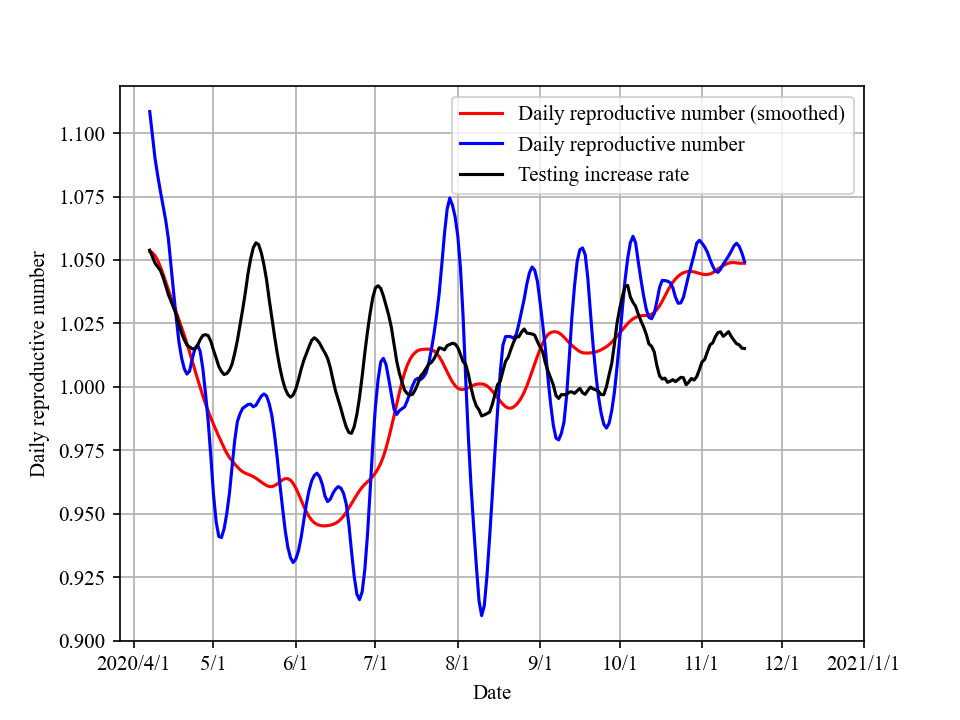 Daily reproductive number (smoothed)
Daily reproductive number
Testing increase rate
1.100
1.075
1.050
1.025
1.000
0.975
0.950
0.925
0.900
Daily reproductive number
2020/4/1 5/1 6/1 7/1 8/1 9/1 10/1 11/1 12/1 2021/1/1
Date